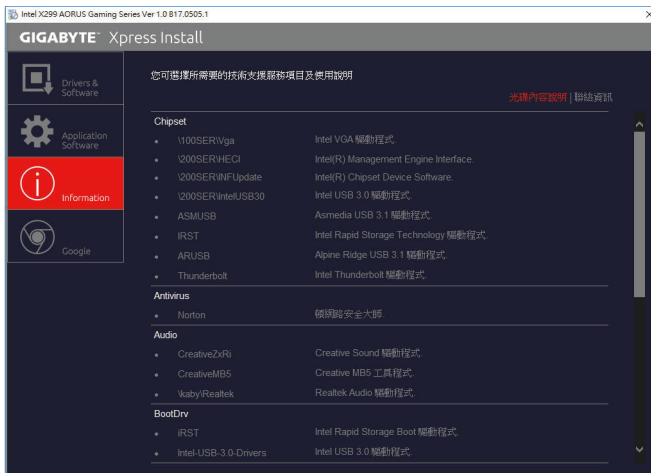 Intel X299 AORUS Gaming Series Ver 1.0 B17.0505.1
GIGABYTE™ Xpress Install
Drivers & Software
Application Software
Information
Google
您可選擇所需要的技術支援服務項目及使用說明
光碟內容說明 | 聯絡資訊
Chipset
\100SER\Vga Intel VGA 驅動程式.
\200SER\HECI Intel(R) Management Engine Interface.
\200SER\INFUpdate Intel(R) Chipset Device Software.
\200SER\IntelUSB30 Intel USB 3.0 驅動程式.
ASMUSB Asmedia USB 3.1 驅動程式.
IRST Intel Rapid Storage Technology 驅動程式.
ARUSB Alpine Ridge USB 3.1 驅動程式.
Thunderbolt Intel Thunderbolt 驅動程式.
Antivirus
Norton 網路安全大師.
Audio
CreativeZxRi Creative Sound 驅動程式.
CreativeMB5 Creative MB5 工具程式.
\kaby\Realtek Realtek Audio 驅動程式.
BootDrv
iRST Intel Rapid Storage Boot 驅動程式.
Intel-USB-3.0-Drivers Intel USB 3.0 驅動程式.